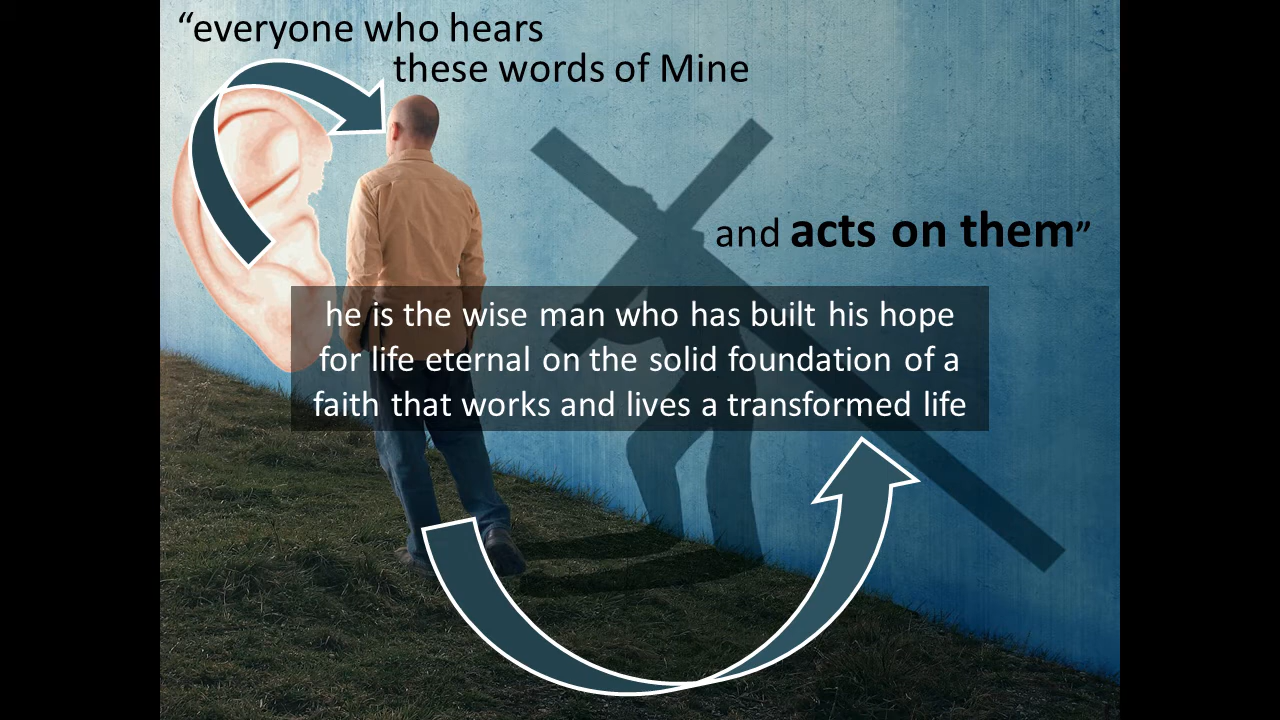 “everyone who hears
these words of Mine
and acts on them”
he is the wise man who has built his hope
for life eternal on the solid foundation of a
faith that works and lives a transformed life